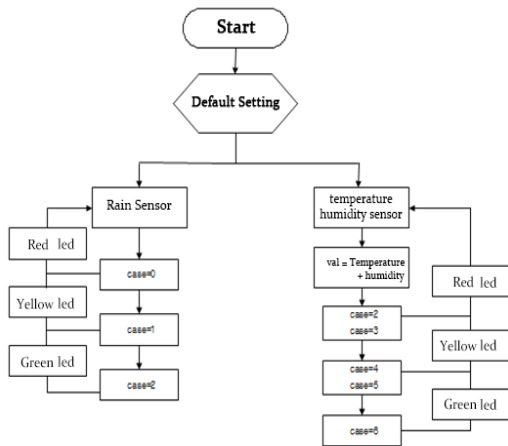 Start
Default Setting
Rain Sensor
Red led
case=0
Yellow led
case=1
Green led
case=2
temperature
humidity sensor
val = Temperature
+ humidity
Red led
case=2
case=3
Yellow led
case=4
case=5
Green led
case=6